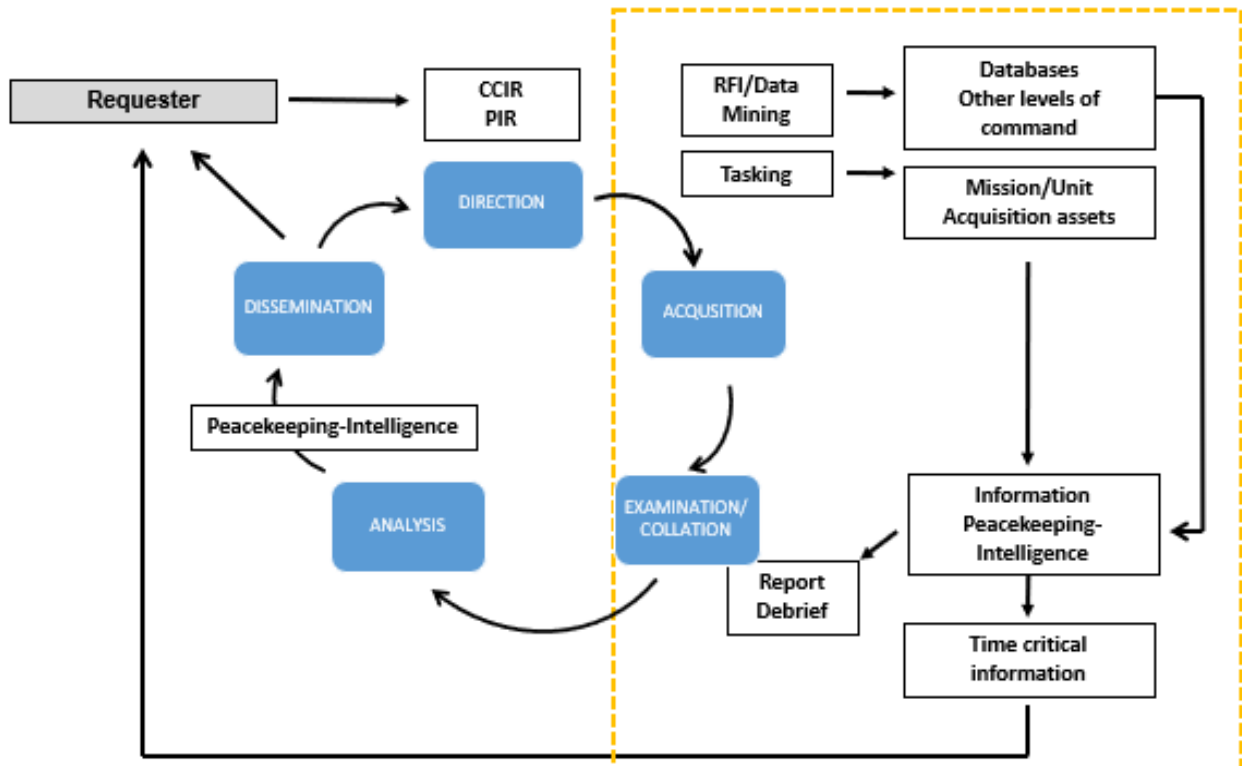 Requester
CCIR
PIR
RFI/Data
Mining
Databases
Other levels of
command
Tasking
Mission/Unit
Acquisition assets
DIRECTION
DISSEMINATION
ACQUSITION
Peacekeeping-Intelligence
ANALYSIS
EXAMINATION/
COLLATION
Information
Peacekeeping-
Intelligence
Report
Debrief
Time critical
information